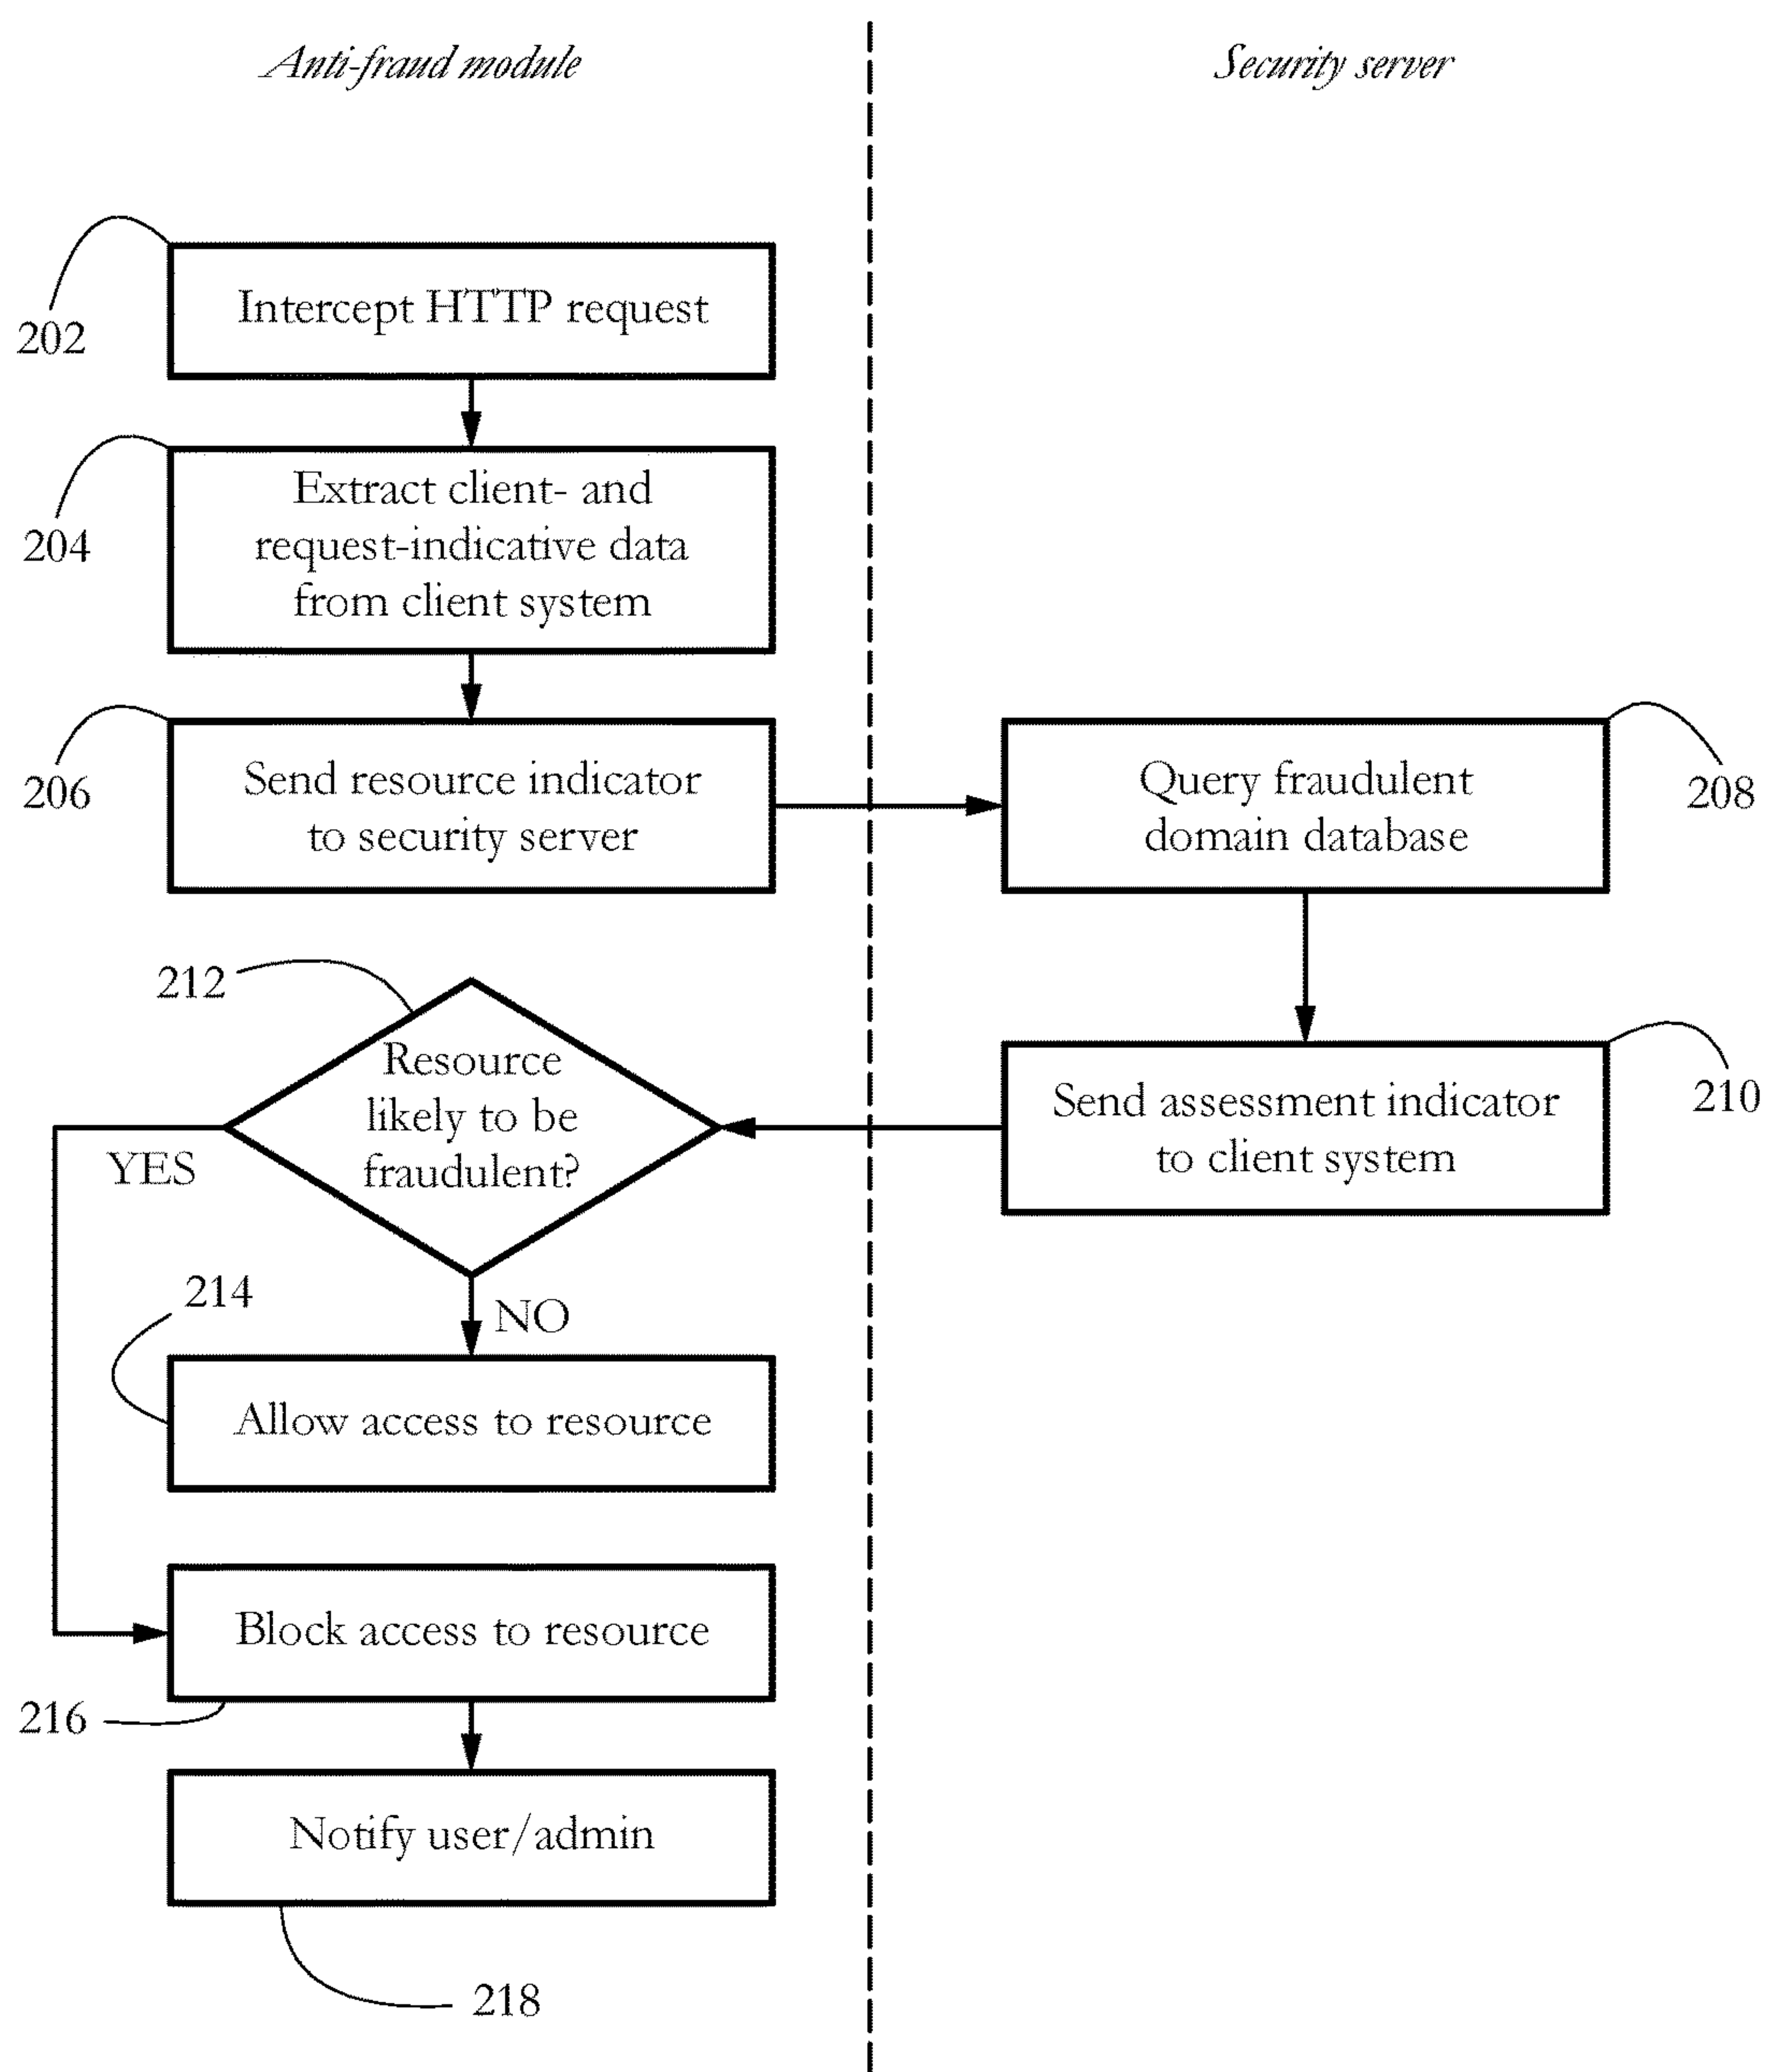 Anti-fraud module
Security server
202
Intercept HTTP request
204
Extract client- and
request-indicative data
from client system
206
Send resource indicator
to security server
Query fraudulent
domain database
208
212
Resource
likely to be
fraudulent?
YES
NO
Send assessment indicator
to client system
210
214
Allow access to resource
Block access to resource
216
Notify user/admin
218